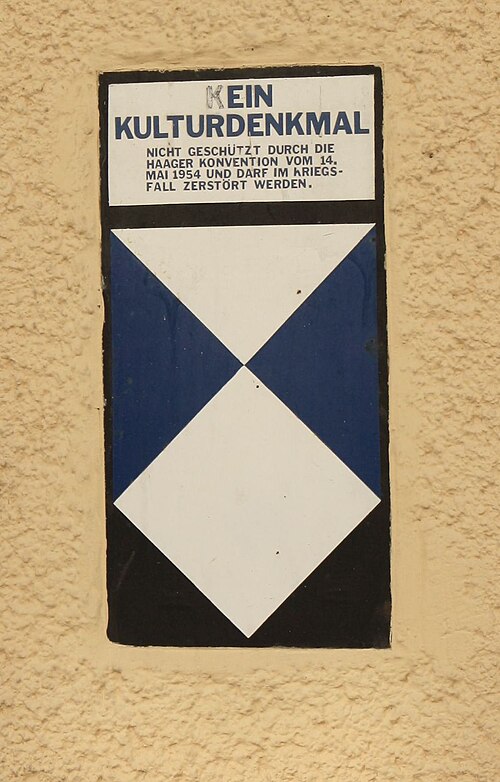 KEIN
KULTURDENKMAL
NICHT GESCHÜTZT DURCH DIE
HAAGER KONVENTION VOM 14.
MAI 1954 UND DARF IM KRIEGS-
FALL ZERSTÖRT WERDEN.